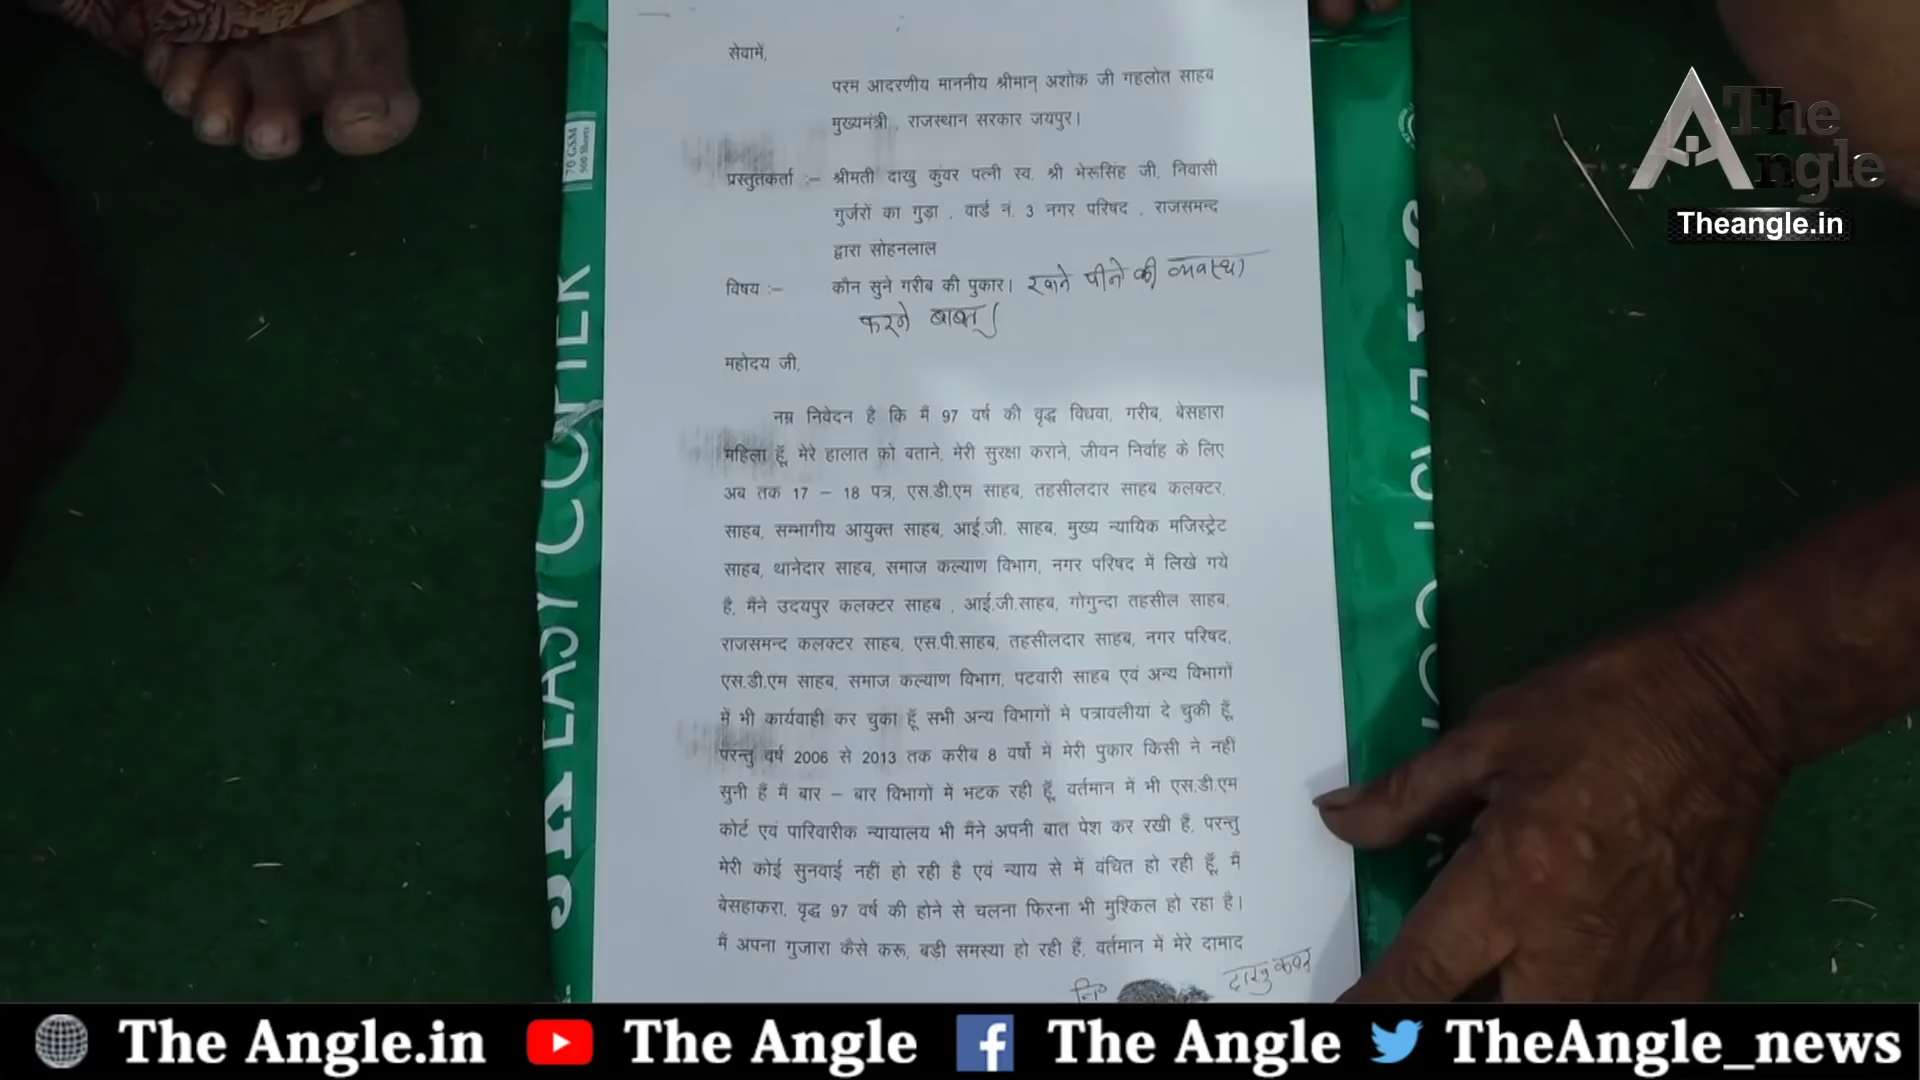 सेवामें,
परम आदरणीय माननीय श्रीमान् अशोक जी गहलोत साहब
मुख्यमंत्री , राजस्थान सरकार जयपुर।
प्रस्तुतकर्ता :– श्रीमती दाखु कुंवर पत्नी स्व. श्री भेरूसिंह जी, निवासी
गुर्जरों का गुड़ा , वार्ड नं. 3 नगर परिषद , राजसमन्द
द्वारा सोहनलाल
विषय :– कौन सुने गरीब की पुकार। खाने पीने की व्यवस्था
करने बाबत्
महोदय जी,
नम्र निवेदन है कि मैं 97 वर्ष की वृद्ध विधवा, गरीब, बेसहारा
महिला हूँ, मेरे हालात को बताने, मेरी सुरक्षा कराने, जीवन निर्वाह के लिए
अब तक 17 – 18 पत्र, एस.डी.एम साहब, तहसीलदार साहब कलक्टर,
साहब, सम्भागीय आयुक्त साहब, आई.जी. साहब, मुख्य न्यायिक मजिस्ट्रेट
साहब, थानेदार साहब, समाज कल्याण विभाग, नगर परिषद में लिखे गये
है, मैंने उदयपुर कलक्टर साहब , आई.जी.साहब, गोगुन्दा तहसील साहब,
राजसमन्द कलक्टर साहब, एस.पी.साहब, तहसीलदार साहब, नगर परिषद,
एस.डी.एम साहब, समाज कल्याण विभाग, पटवारी साहब एवं अन्य विभागों
में भी कार्यवाही कर चुका हूँ सभी अन्य विभागों मे पत्रावलीयां दे चुकी हूँ,
परन्तु वर्ष 2006 से 2013 तक करीब 8 वर्षो में मेरी पुकार किसी ने नहीं
सुनी हैं मैं बार – बार विभागों में भटक रही हूँ, वर्तमान में भी एस.डी.एम
कोर्ट एवं पारिवारीक न्यायालय भी मैंने अपनी बात पेश कर रखी हैं, परन्तु
मेरी कोई सुनवाई नहीं हो रही है एवं न्याय से में वंचित हो रही हूँ, मैं
बेसहाकरा, वृद्ध 97 वर्ष की होने से चलना फिरना भी मुश्किल हो रहा है।
मैं अपना गुजारा कैसे करू, बड़ी समस्या हो रही हैं, वर्तमान में मेरे दामाद
नि० दाखु कंवर
70 GSM
500 Sheets
EASY COPIER
The
Angle
Theangle.in
The Angle.in The Angle The Angle TheAngle_news